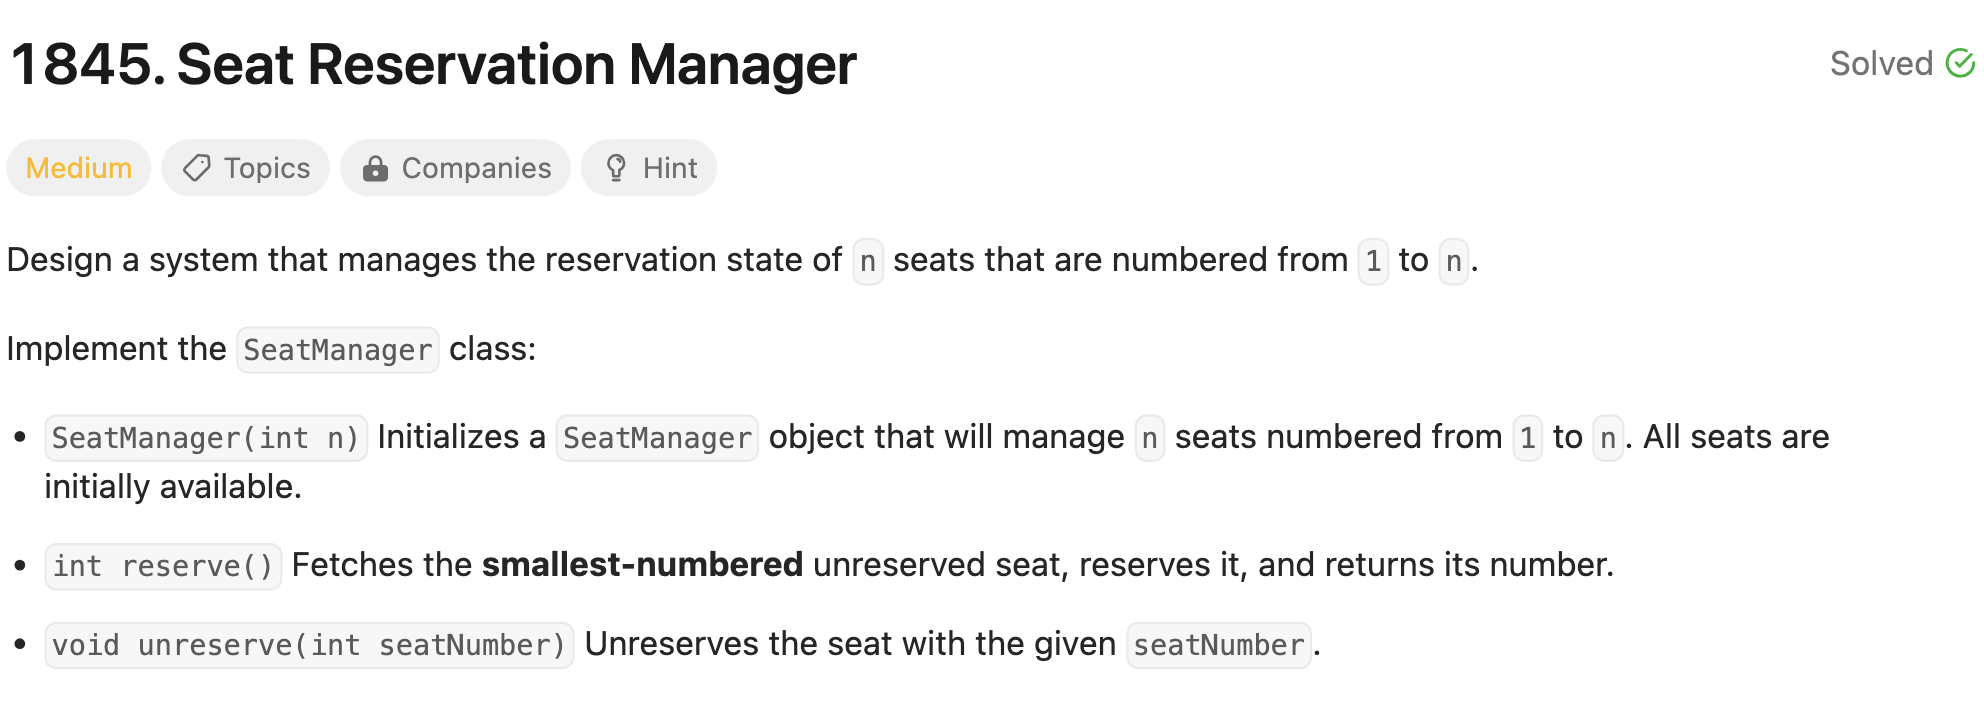 1845. Seat Reservation Manager
Solved
Medium Topics Companies Hint
Design a system that manages the reservation state of n seats that are numbered from 1 to n.
Implement the SeatManager class:
• SeatManager(int n) Initializes a SeatManager object that will manage n seats numbered from 1 to n. All seats are
initially available.
• int reserve() Fetches the smallest-numbered unreserved seat, reserves it, and returns its number.
• void unreserve(int seatNumber) Unreserves the seat with the given seatNumber.